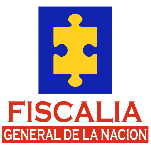 FISCALIA
GENERAL DE LA NACION